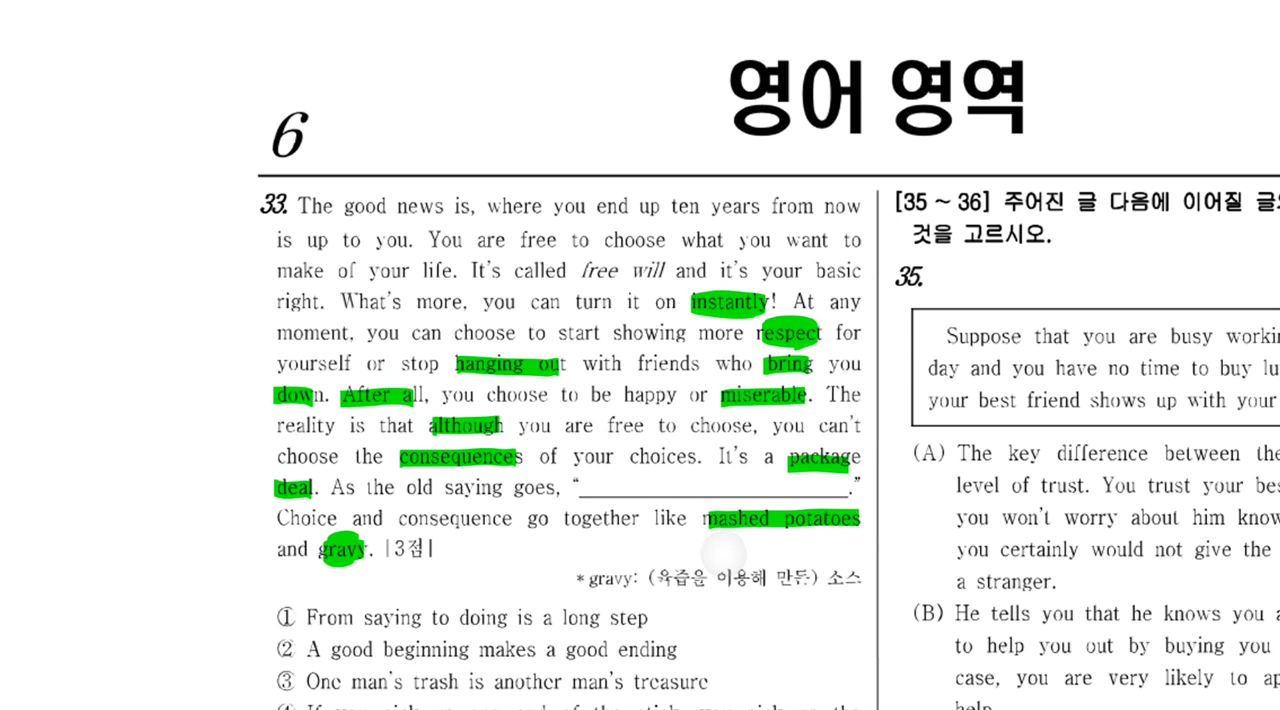 영어 영역
6
33. The good news is, where you end up ten years from now
is up to you. You are free to choose what you want to
make of your life. It's called free will and it's your basic
right. What's more, you can turn it on instantly! At any
moment, you can choose to start showing more respect for
yourself or stop hanging out with friends who bring you
down. After all, you choose to be happy or miserable. The
reality is that although you are free to choose, you can't
choose the consequences of your choices. It's a package
deal. As the old saying goes, “ .”
Choice and consequence go together like mashed potatoes
and gravy. [3점]
* gravy: (육즙을 이용해 만든) 소스
① From saying to doing is a long step
② A good beginning makes a good ending
③ One man's trash is another man's treasure
[35 ~ 36] 주어진 글 다음에 이어질
것을 고르시오.
35.
Suppose that you are busy
day and you have no time to buy
your best friend shows up with your
(A) The key difference between
level of trust. You trust your
you won't worry about him
you certainly would not give the
a stranger.
(B) He tells you that he knows you
to help you out by buying you
case, you are very likely to
help